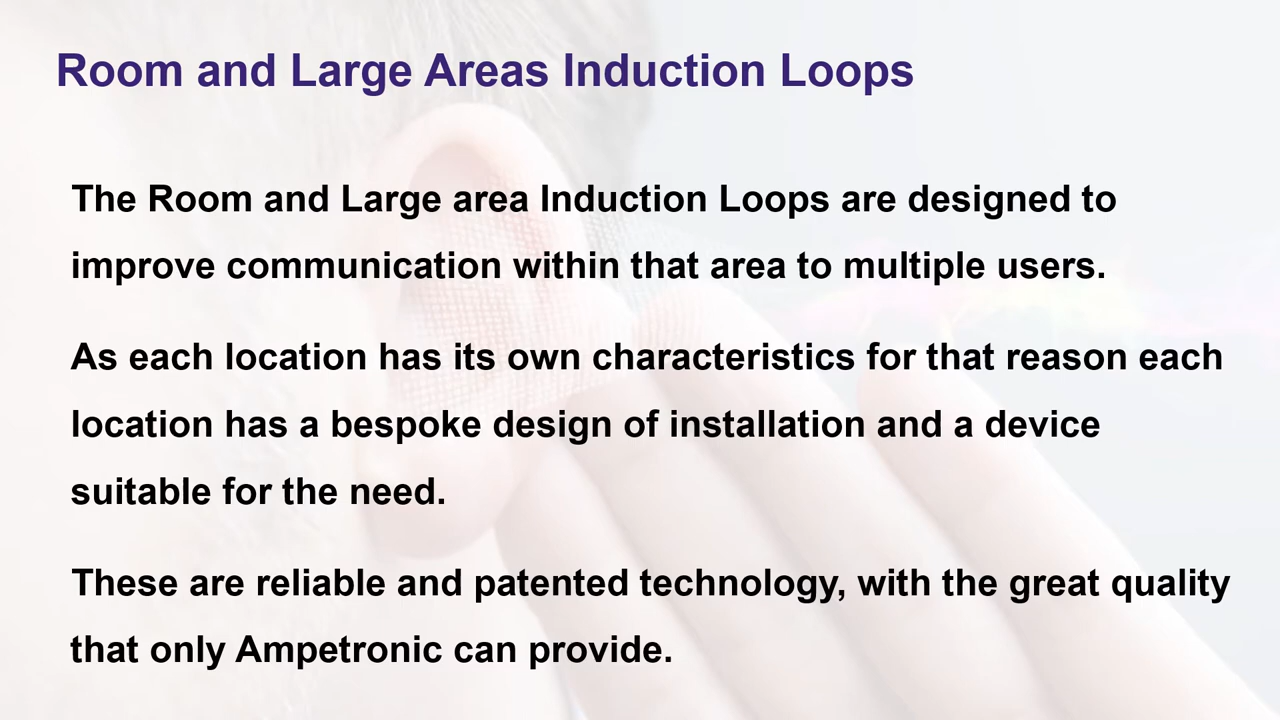 Room and Large Areas Induction Loops
The Room and Large area Induction Loops are designed to
improve communication within that area to multiple users.
As each location has its own characteristics for that reason each
location has a bespoke design of installation and a device
suitable for the need.
These are reliable and patented technology, with the great quality
that only Ampetronic can provide.